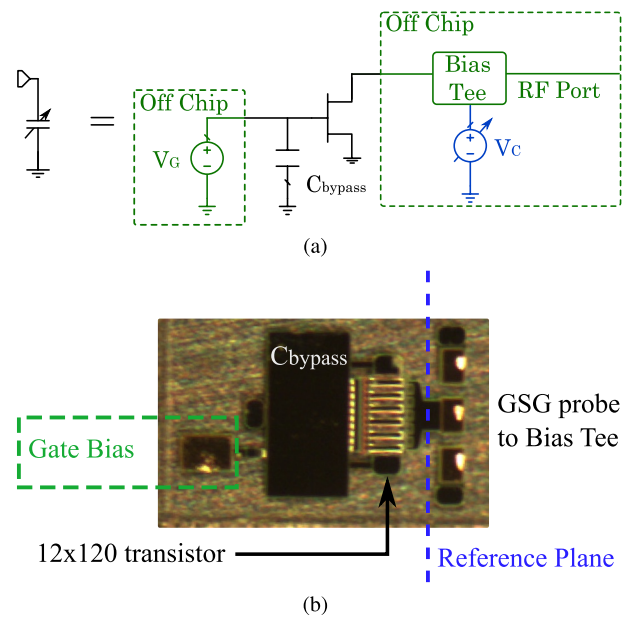 Off Chip
Bias
Tee
RF Port
Off Chip
+
−
VG
Cbypass
+
−
VC
=
(a)
Cbypass
GSG probe
to Bias Tee
Gate Bias
12x120 transistor
Reference Plane
(b)